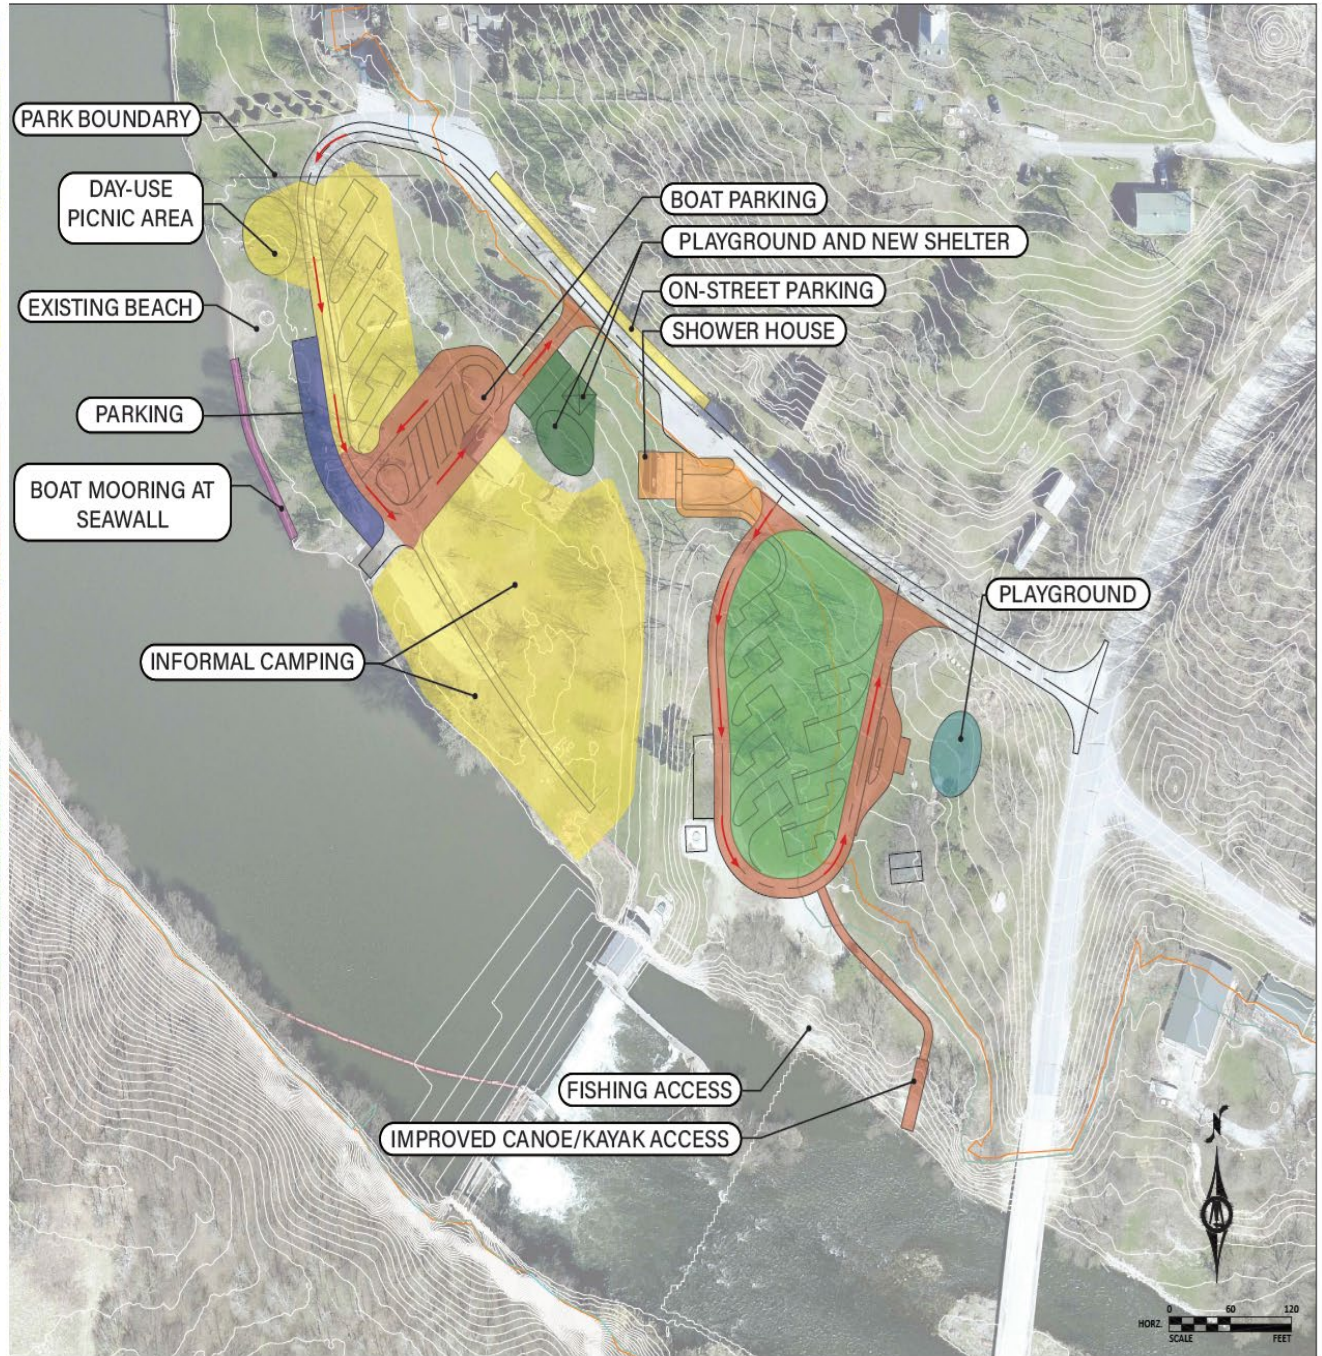 PARK BOUNDARY
DAY-USE
PICNIC AREA
EXISTING BEACH
PARKING
BOAT MOORING AT
SEAWALL
INFORMAL CAMPING
BOAT PARKING
PLAYGROUND AND NEW SHELTER
ON-STREET PARKING
SHOWER HOUSE
PLAYGROUND
FISHING ACCESS
IMPROVED CANOE/KAYAK ACCESS
N
0 60 120
HORZ.
SCALE FEET